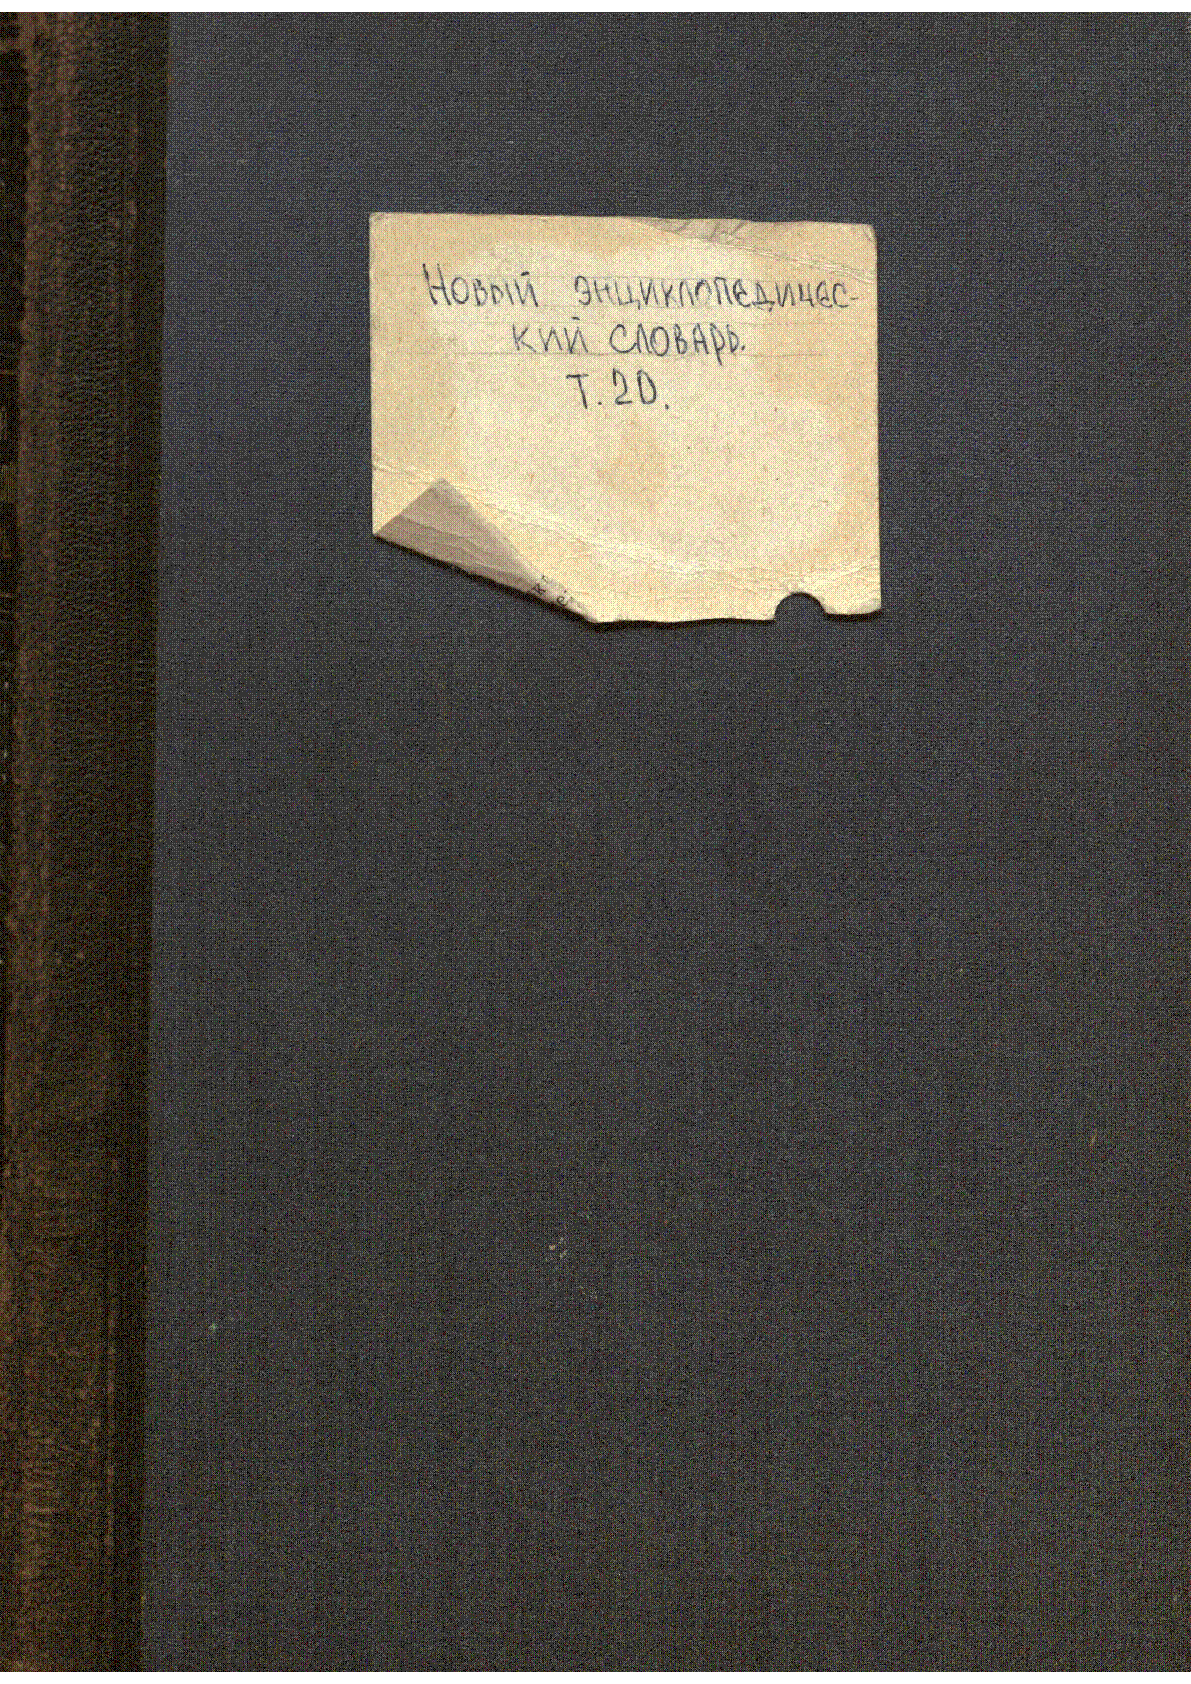 Новый энциклопедичес-
кий словарь.
Т. 20.